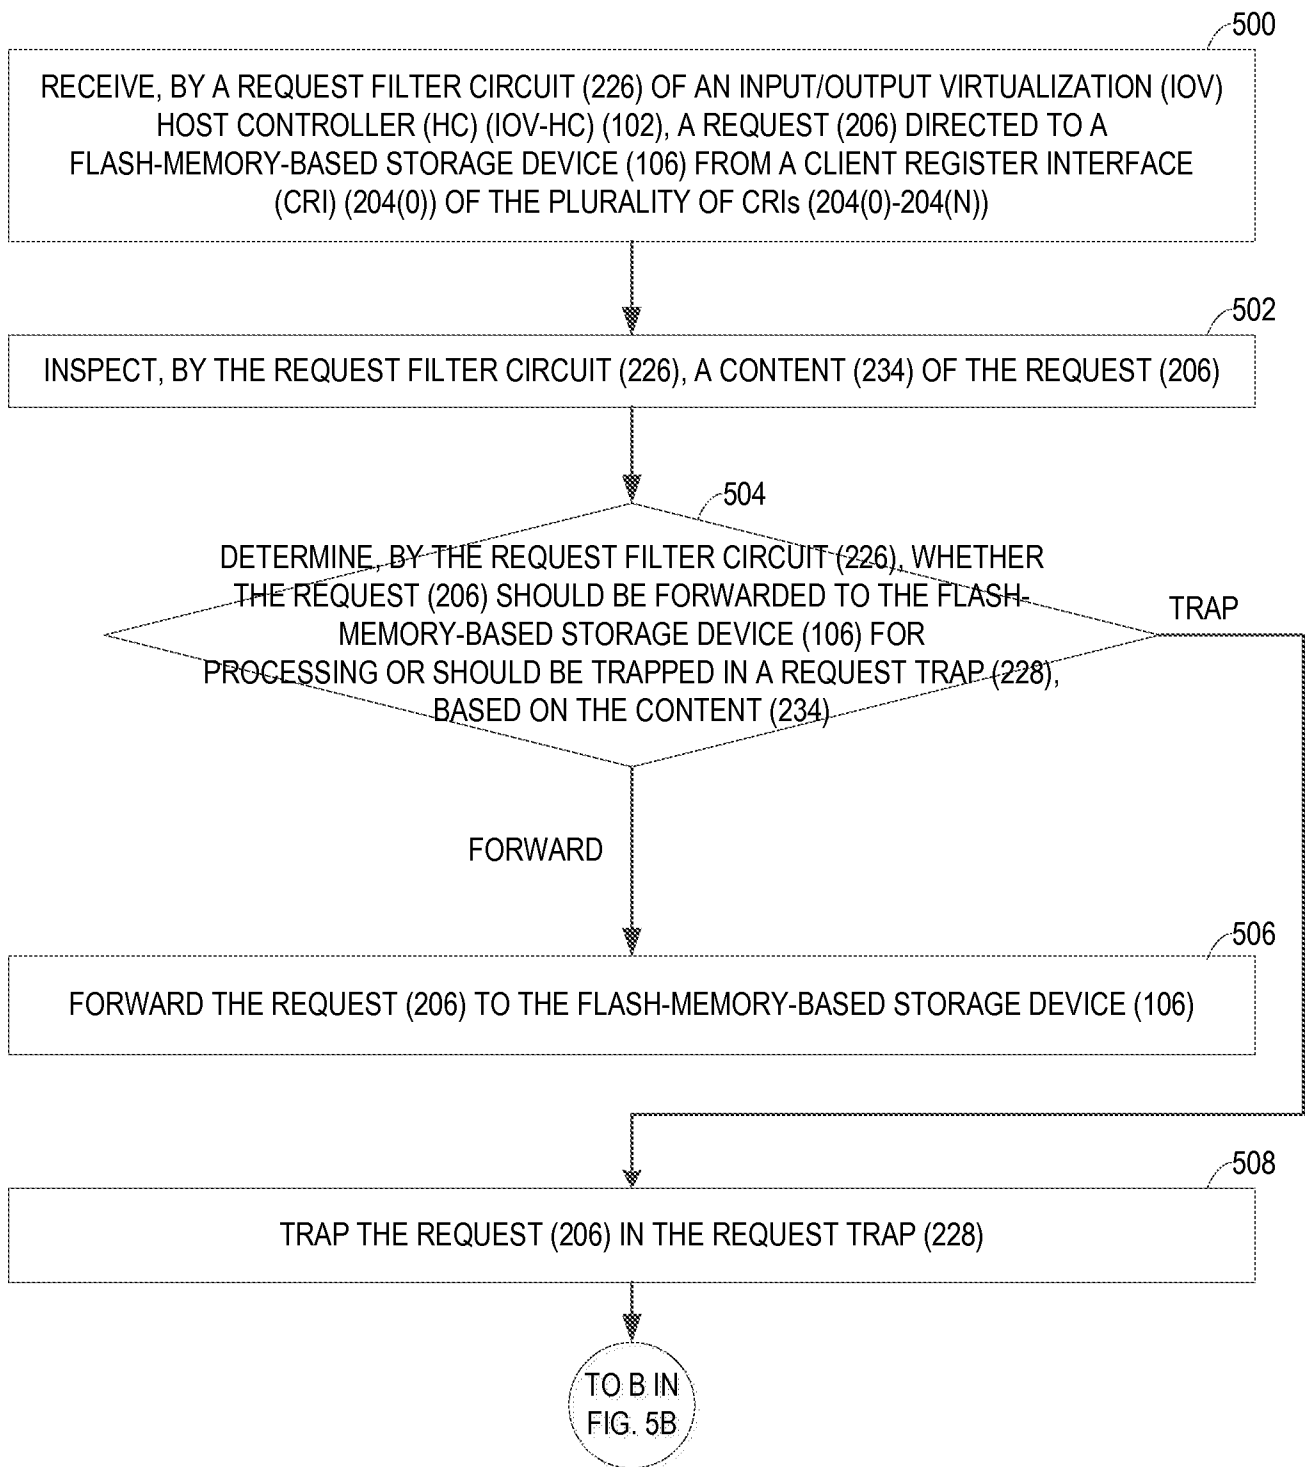 500
RECEIVE, BY A REQUEST FILTER CIRCUIT (226) OF AN INPUT/OUTPUT VIRTUALIZATION (IOV)
HOST CONTROLLER (HC) (IOV-HC) (102), A REQUEST (206) DIRECTED TO A
FLASH-MEMORY-BASED STORAGE DEVICE (106) FROM A CLIENT REGISTER INTERFACE
(CRI) (204(0)) OF THE PLURALITY OF CRIs (204(0)-204(N))
502
INSPECT, BY THE REQUEST FILTER CIRCUIT (226), A CONTENT (234) OF THE REQUEST (206)
504
DETERMINE, BY THE REQUEST FILTER CIRCUIT (226), WHETHER
THE REQUEST (206) SHOULD BE FORWARDED TO THE FLASH-
MEMORY-BASED STORAGE DEVICE (106) FOR
PROCESSING OR SHOULD BE TRAPPED IN A REQUEST TRAP (228),
BASED ON THE CONTENT (234)
TRAP
FORWARD
506
FORWARD THE REQUEST (206) TO THE FLASH-MEMORY-BASED STORAGE DEVICE (106)
508
TRAP THE REQUEST (206) IN THE REQUEST TRAP (228)
TO B IN
FIG. 5B